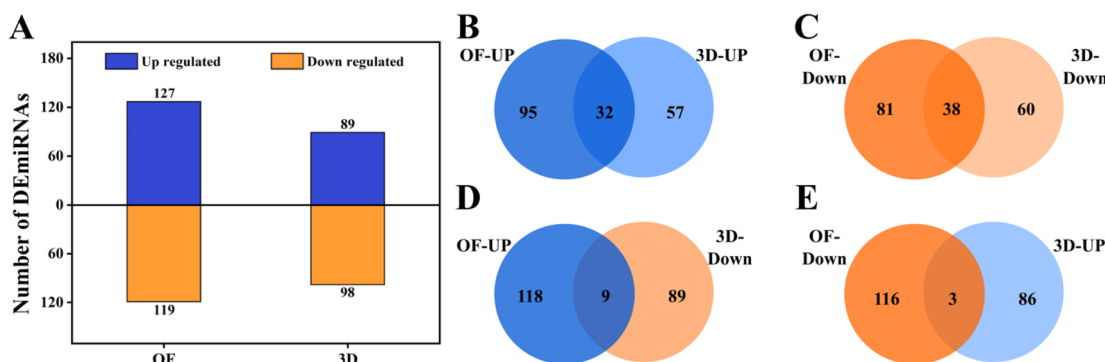 A
Number of DEmiRNAs
180
120
60
0
60
120
Up regulated
Down regulated
127
89
119
98
OF
3D
B
OF-UP
3D-UP
95
32
57
C
OF-
Down
3D-
Down
81
38
60
D
OF-UP
3D-
Down
118
9
89
E
OF-
Down
3D-UP
116
3
86